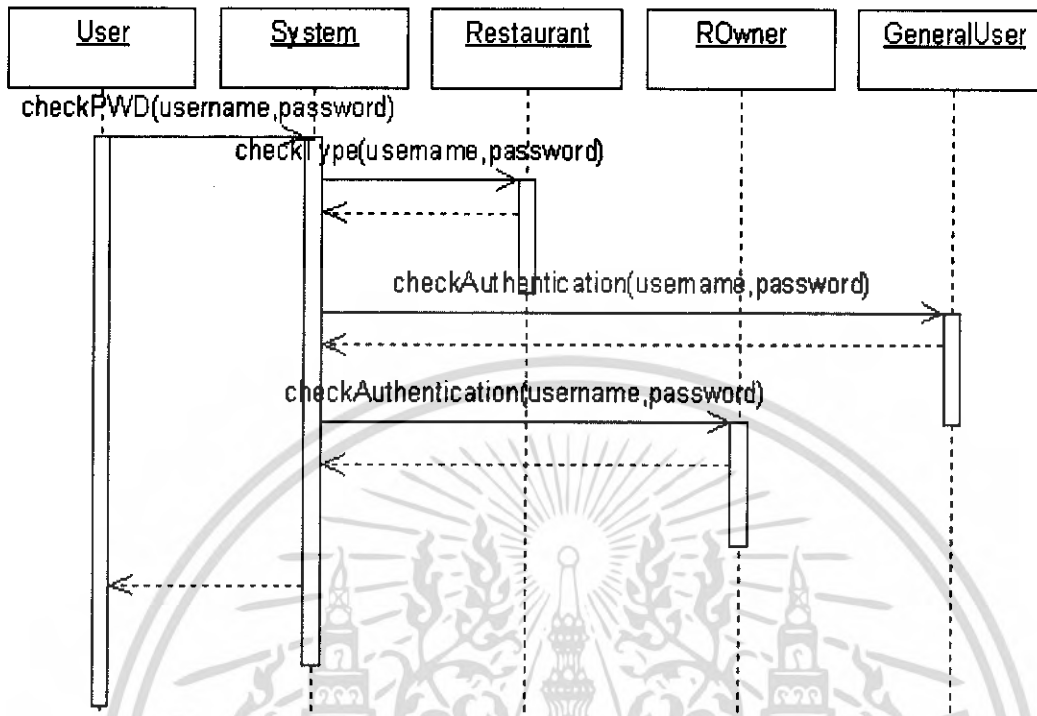 User
System
Restaurant
ROwner
GeneralUser
checkPWD(username,password)
checkType(username,password)
checkAuthentication(username,password)
checkAuthentication(username,password)